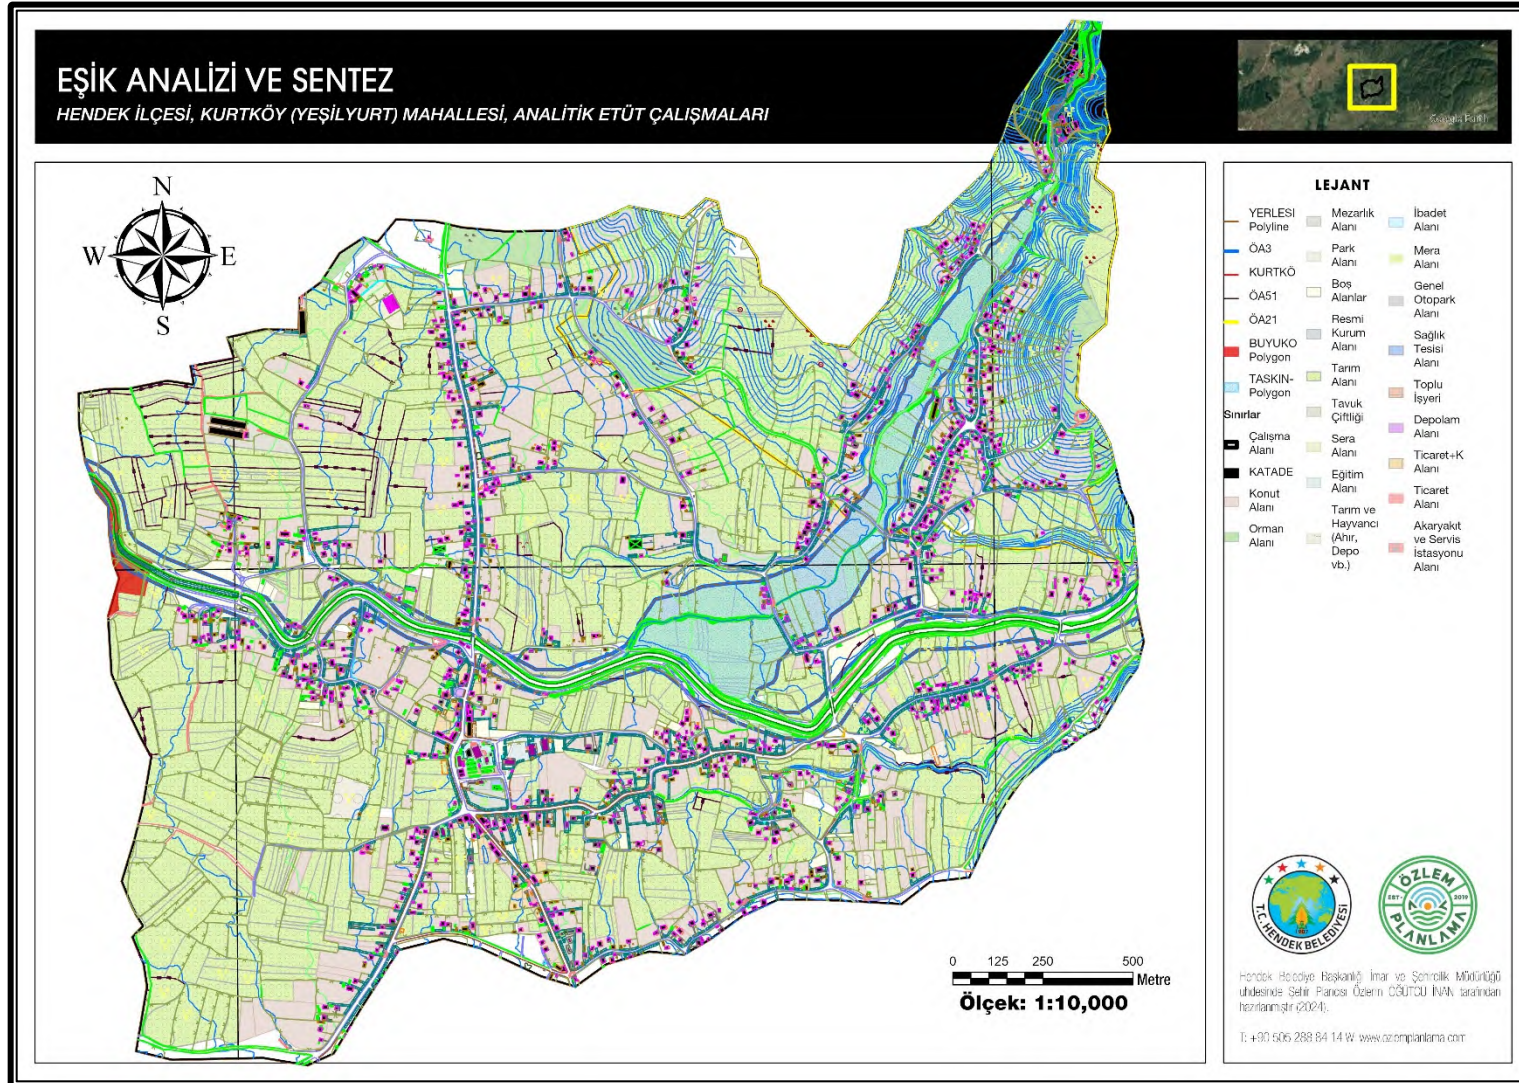 EŞİK ANALİZİ VE SENTEZ
HENDEK İLÇESİ, KURTKÖY (YEŞİLYURT) MAHALLESİ, ANALİTİK ETÜT ÇALIŞMALARI
Google Earth
N
W E
S
LEJANT
YERLESI
Polyline
ÖA3
KURTKÖ
ÖA51
ÖA21
BUYUKO
Polygon
TASKIN-
Polygon
Sınırlar
Çalışma
Alanı
KATADE
Konut
Alanı
Orman
Alanı
Mezarlık
Alanı
Park
Alanı
Boş
Alanlar
Resmi
Kurum
Alanı
Tarım
Alanı
Tavuk
Çiftliği
Sera
Alanı
Eğitim
Alanı
Tarım ve
Hayvancı
(Ahır,
Depo
vb.)
İbadet
Alanı
Mera
Alanı
Genel
Otopark
Alanı
Sağlık
Tesisi
Alanı
Toplu
İşyeri
Depolam
Alanı
Ticaret+K
Alanı
Ticaret
Alanı
Akaryakıt
ve Servis
İstasyonu
Alanı
0 125 250 500
Metre
Ölçek: 1:10,000
T.C. HENDEK BELEDİYESİ
1907
ÖZLEM
EST- 2019
PLANLAMA
Hendek Belediye Başkanlığı İmar ve Şehircilik Müdürlüğü
uhdesinde Şehir Plancısı Özlem ÖĞÜTCÜ İNAN tarafından
hazırlanmıştır (2024).
T: +90 505 288 84 14 W: www.ozlemplanlama.com